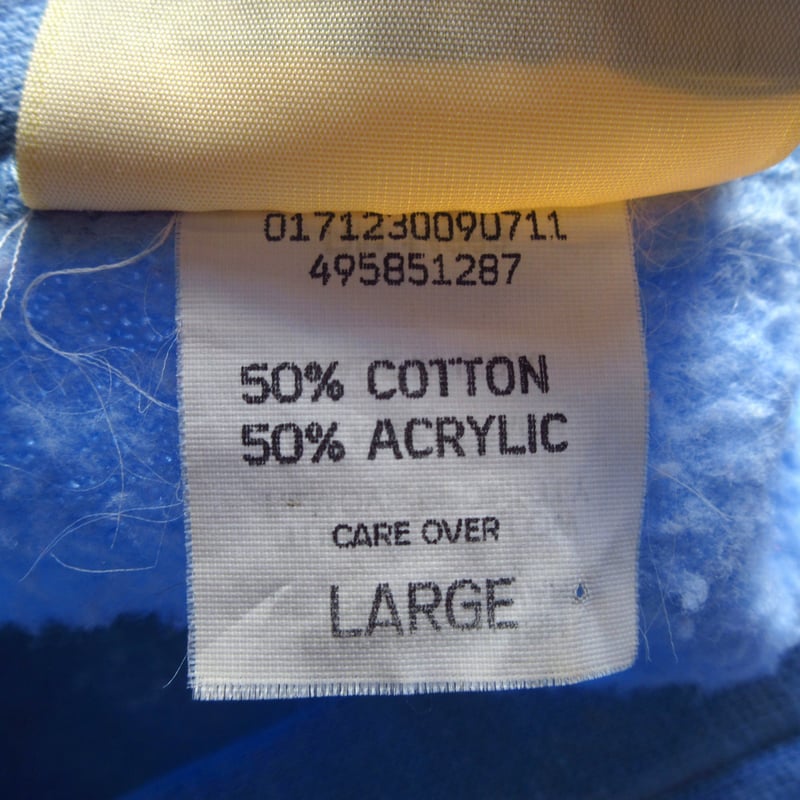 0171230090711
495851287
50% COTTON
50% ACRYLIC
CARE OVER
LARGE